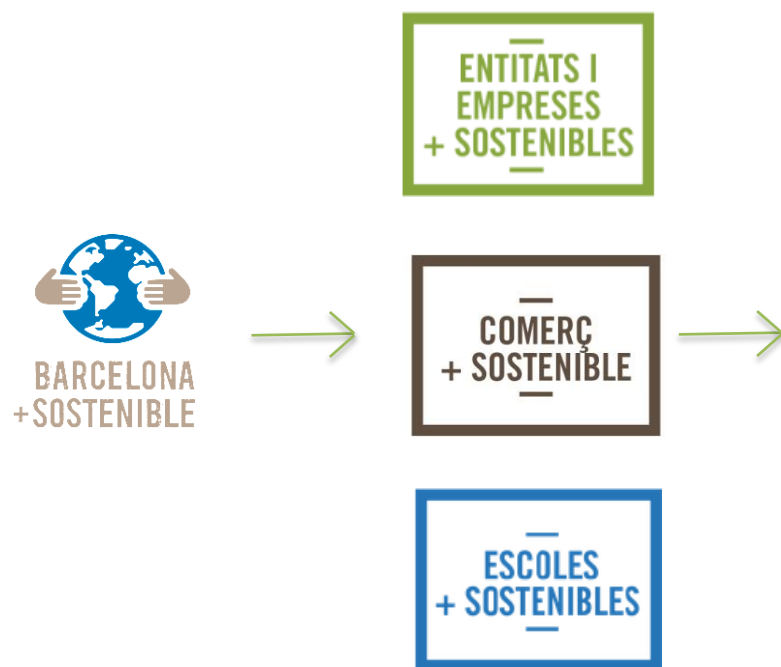 ENTITATS I
EMPRESES
+ SOSTENIBLES
BARCELONA
+SOSTENIBLE
COMERÇ
+ SOSTENIBLE
ESCOLES
+ SOSTENIBLES